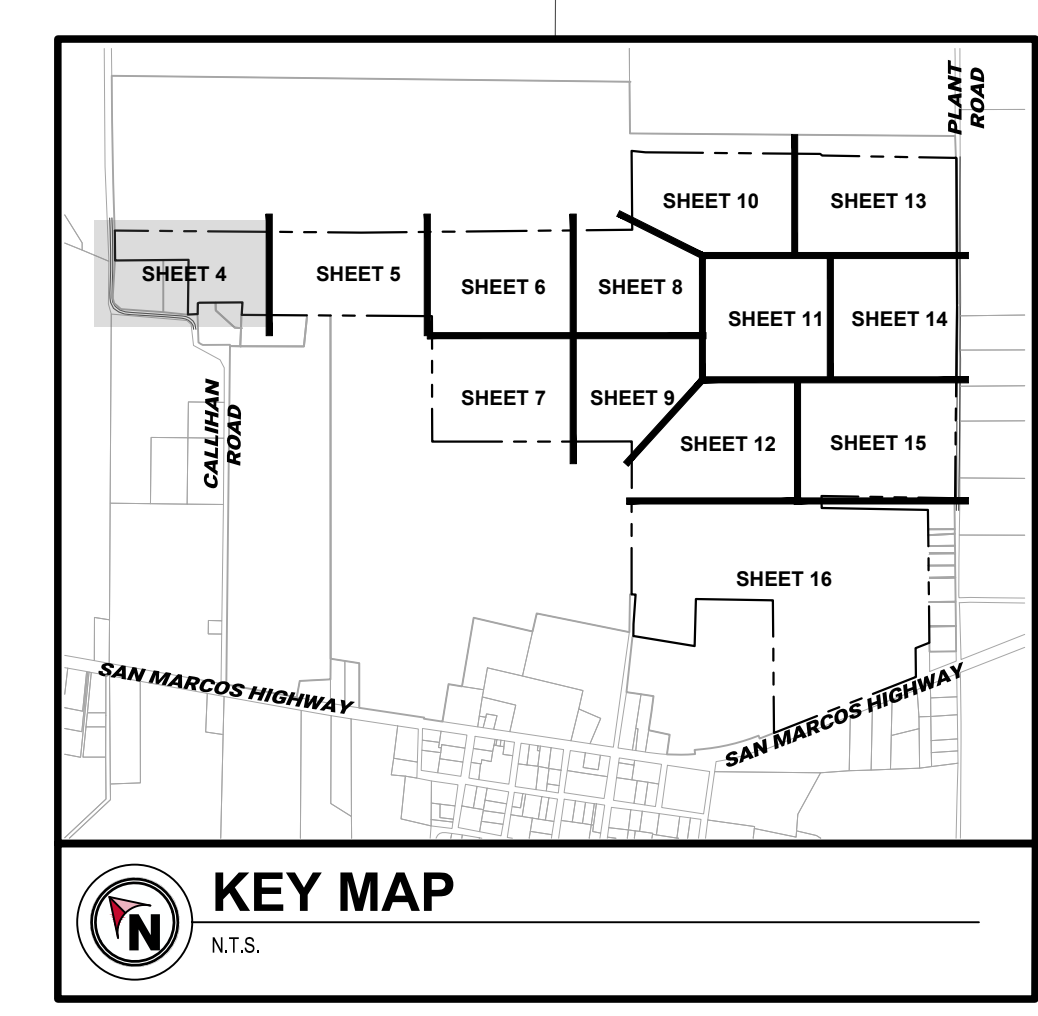 PLANT
ROAD
SHEET 10
SHEET 13
SHEET 4
SHEET 5
SHEET 6
SHEET 8
SHEET 11
SHEET 14
SHEET 7
SHEET 9
CALLIHAN
ROAD
SHEET 12
SHEET 15
SHEET 16
SAN MARCOS HIGHWAY
SAN MARCOS HIGHWAY
N
KEY MAP
N.T.S.